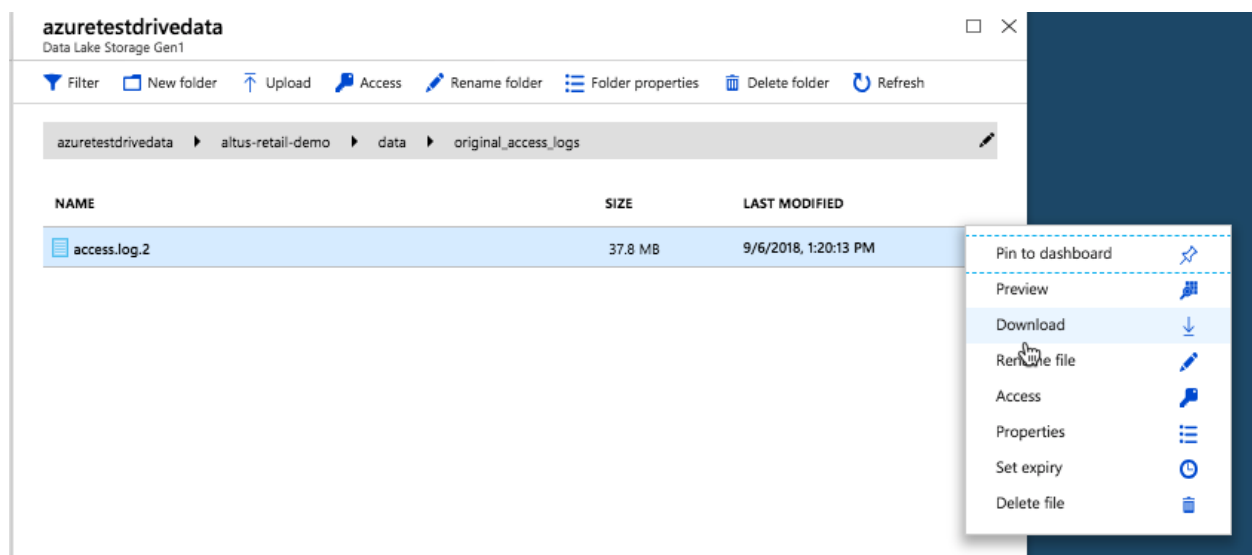 azuretestdrivedata
Data Lake Storage Gen1
Filter New folder Upload Access Rename folder Folder properties Delete folder Refresh
azuretestdrivedata altus-retail-demo data original_access_logs
NAME SIZE LAST MODIFIED
access.log.2 37.8 MB 9/6/2018, 1:20:13 PM
Pin to dashboard
Preview
Download
Rename file
Access
Properties
Set expiry
Delete file